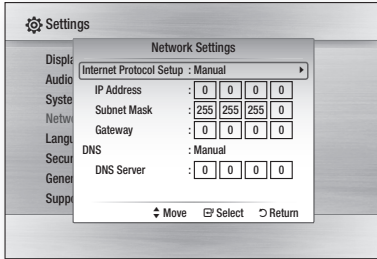 Settings
Network Settings
Internet Protocol Setup : Manual
IP Address : 0 0 0 0
Subnet Mask : 255 255 255 0
Gateway : 0 0 0 0
DNS : Manual
DNS Server : 0 0 0 0
Displa
Audio
Syste
Netw
Langu
Secur
Gener
Suppo
Move Select Return